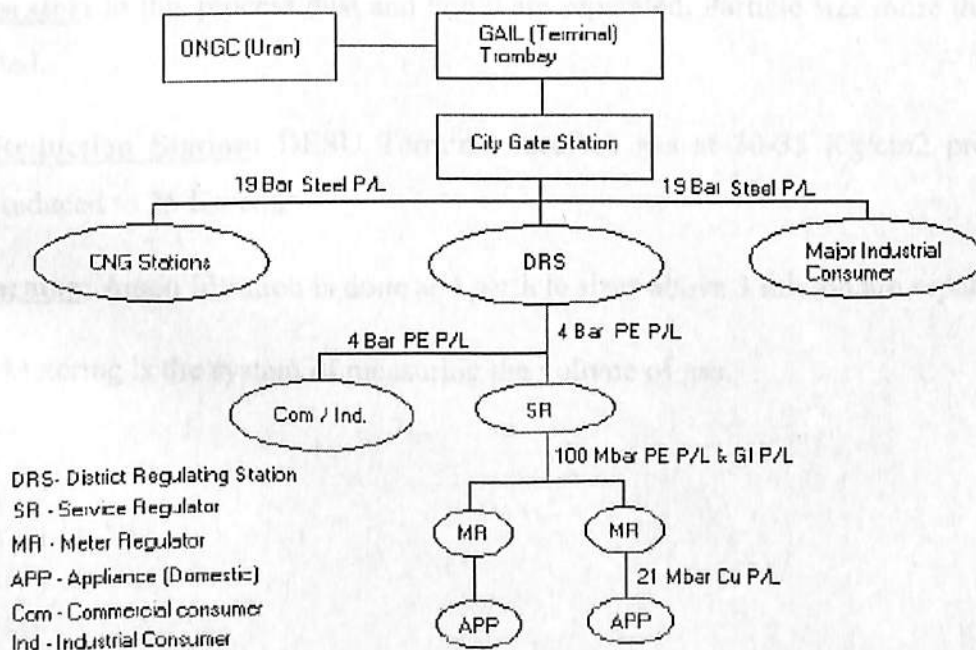 ONGC (Uran)
GAIL (Terminal)
Trombay
City Gate Station
19 Bar Steel P/L
19 Bar Steel P/L
CNG Stations
DRS
Major Industrial
Consumer
4 Bar PE P/L
4 Bar PE P/L
Com / Ind.
SR
100 Mbar PE P/L & GI P/L
MR
MR
21 Mbar Cu P/L
APP
APP
DRS- District Regulating Station
SR - Service Regulator
MR - Meter Regulator
APP - Appliance (Domestic)
Com - Commercial consumer
Ind - Industrial Consumer